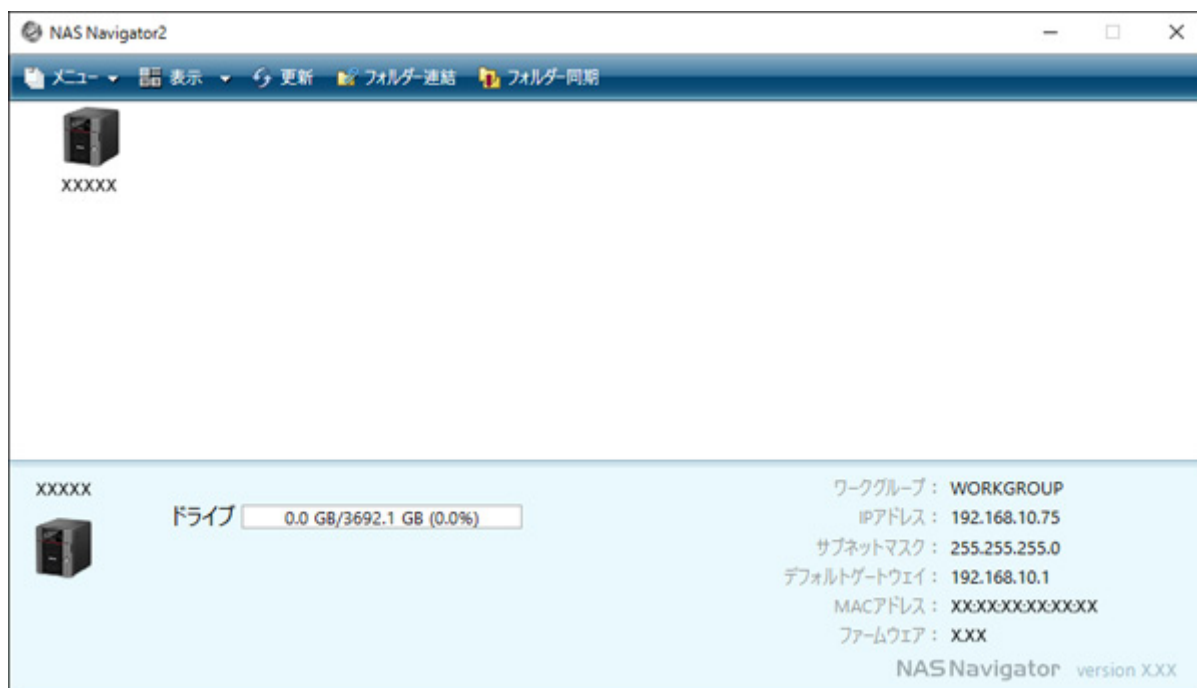 NAS Navigator2
メニュー 表示 更新 フォルダー連結 フォルダー同期
XXXXX
XXXXX
ドライブ 0.0 GB/3692.1 GB (0.0%)
ワークグループ： WORKGROUP
IPアドレス： 192.168.10.75
サブネットマスク： 255.255.255.0
デフォルトゲートウェイ： 192.168.10.1
MACアドレス： XX:XX:XX:XX:XX:XX
ファームウェア： X.XX
NAS Navigator version X.XX